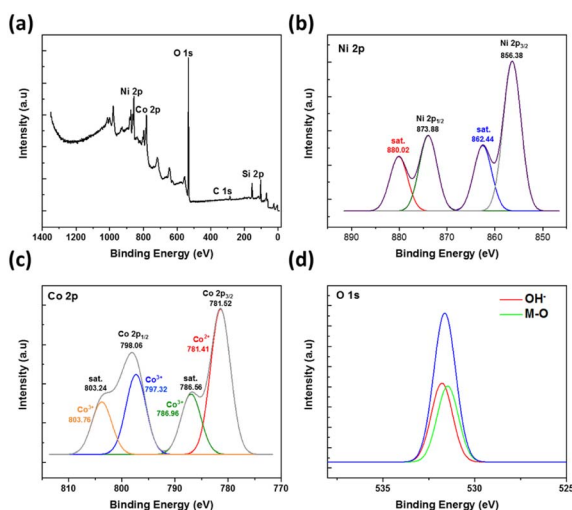 (a)
O 1s
Ni 2p
Co 2p
Si 2p
C 1s
Intensity (a.u)
1400 1200 1000 800 600 400 200 0
Binding Energy (eV)
(b)
Ni 2p
Ni 2p3/2
856.38
Ni 2p1/2
873.88
sat.
880.02
sat.
862.44
Intensity (a.u)
890 880 870 860 850
Binding Energy (eV)
(c)
Co 2p
Co 2p3/2
781.52
Co 2p1/2
798.06
Co2+
781.41
sat.
803.24
Co3+
797.32
sat.
786.56
Co3+
803.76
Co3+
786.96
Intensity (a.u)
810 800 790 780 770
Binding Energy (eV)
(d)
O 1s
OH-
M-O
Intensity (a.u)
535 530 525
Binding Energy (eV)